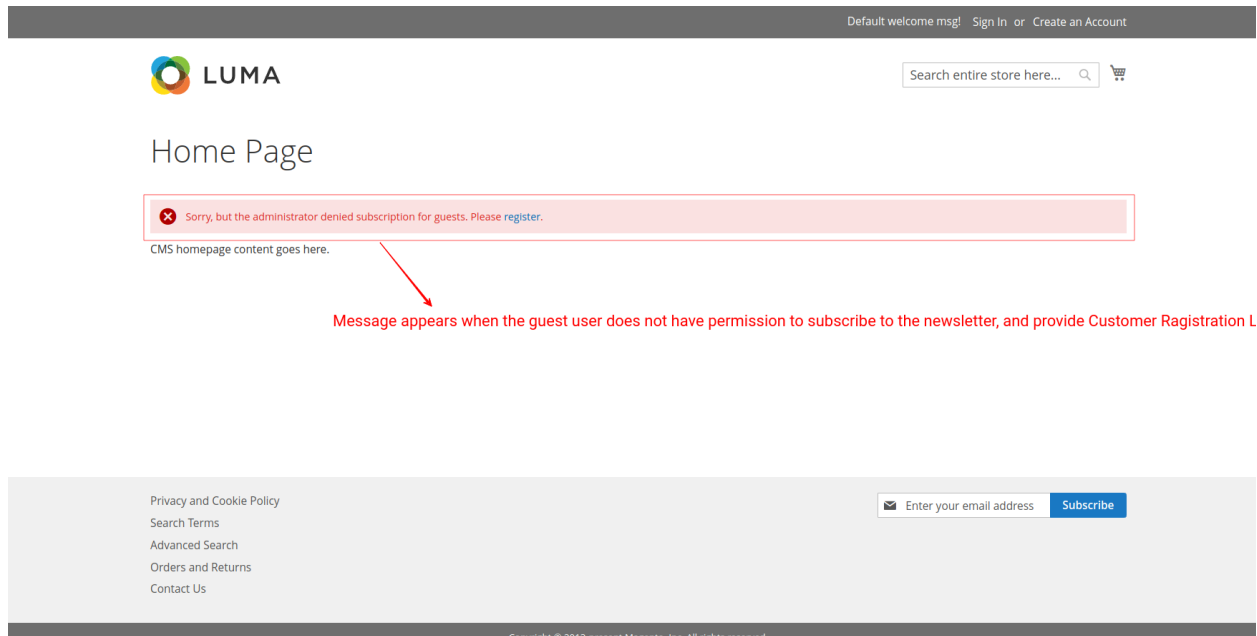 Default welcome msg! Sign In or Create an Account
LUMA
Search entire store here...
Home Page
Sorry, but the administrator denied subscription for guests. Please register.
CMS homepage content goes here.
Message appears when the guest user does not have permission to subscribe to the newsletter, and provide Customer Ragistration L
Privacy and Cookie Policy
Enter your email address Subscribe
Search Terms
Advanced Search
Orders and Returns
Contact Us